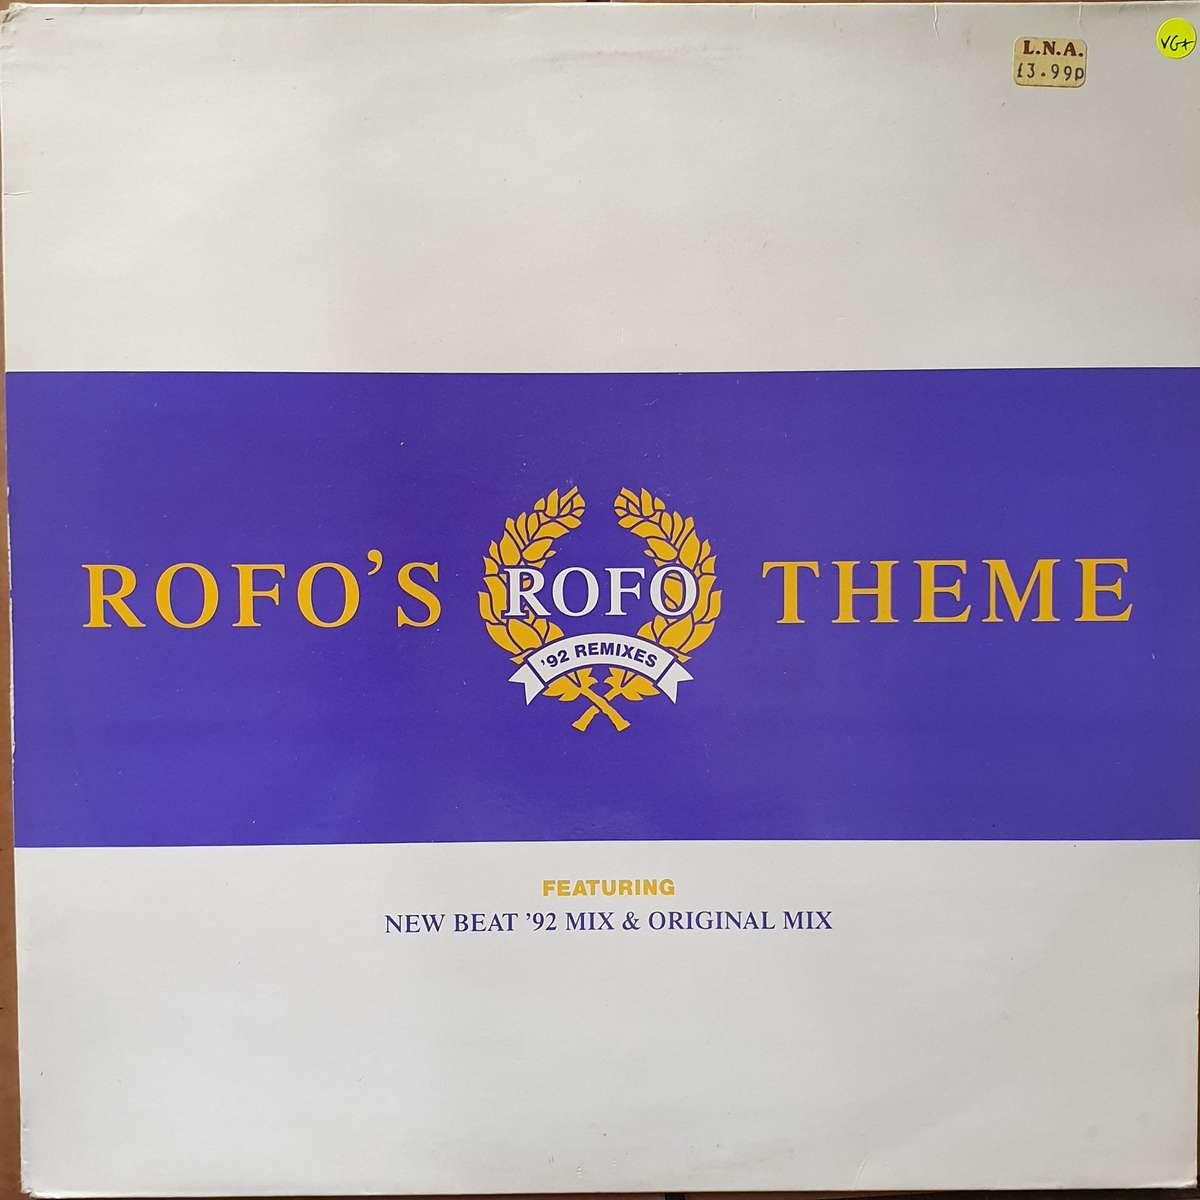 L.N.A.
£3.99p
VG+
ROFO'S ROFO THEME
'92 REMIXES
FEATURING
NEW BEAT '92 MIX & ORIGINAL MIX